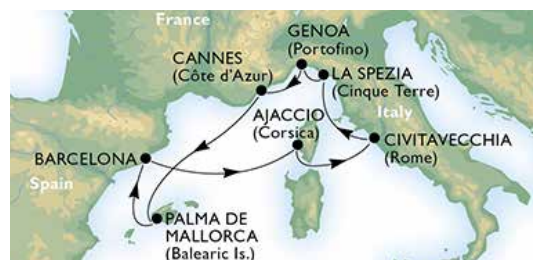 France
GENOA
(Portofino)
CANNES
(Côte d'Azur)
LA SPEZIA
(Cinque Terre)
AJACCIO
(Corsica)
Italy
CIVITAVECCHIA
(Rome)
BARCELONA
Spain
PALMA DE
MALLORCA
(Balearic Is.)